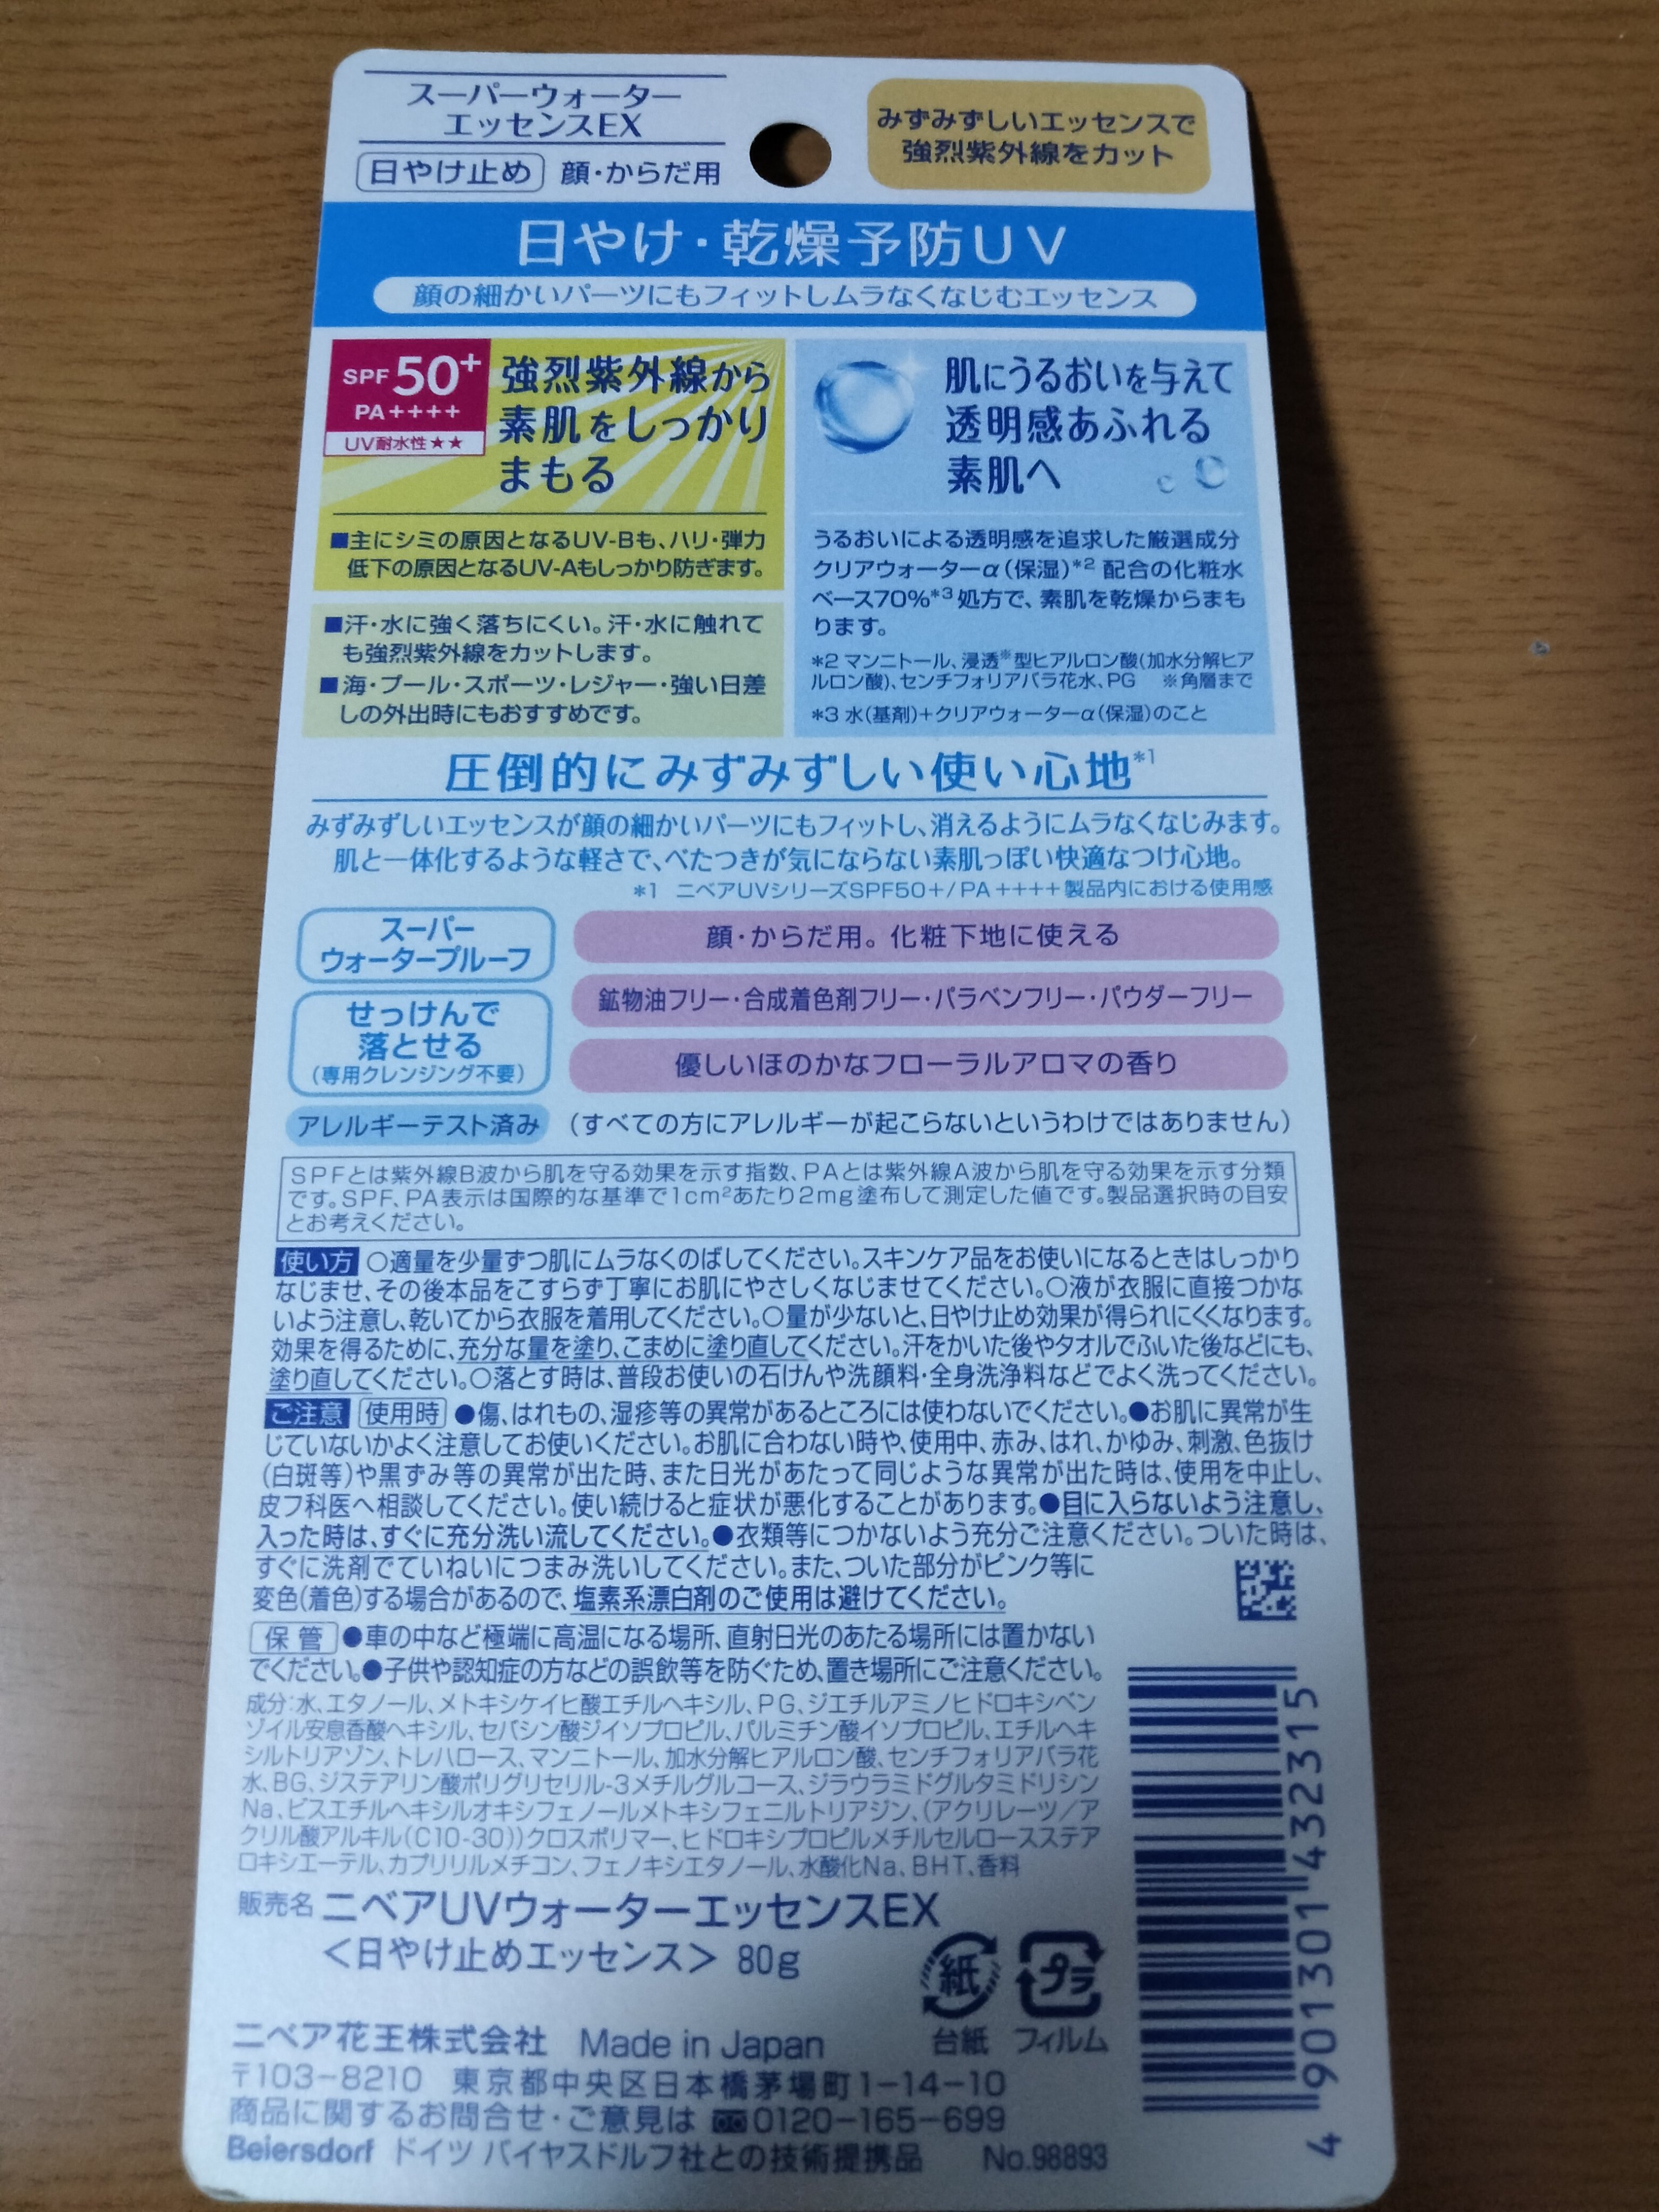 スーパーウォーター
エッセンスEX
日やけ止め 顔・からだ用
みずみずしいエッセンスで
強烈紫外線をカット
日やけ・乾燥予防UV
顔の細かいパーツにもフィットしムラなくなじむエッセンス
SPF50+
PA++++
UV耐水性★★
強烈紫外線から
素肌をしっかり
まもる
■主にシミの原因となるUV-Bも、ハリ・弾力
低下の原因となるUV-Aもしっかり防ぎます。
■汗・水に強く落ちにくい。汗・水に触れて
も強烈紫外線をカットします。
■海・プール・スポーツ・レジャー・強い日差
しの外出時にもおすすめです。
肌にうるおいを与えて
透明感あふれる
素肌へ
うるおいによる透明感を追求した厳選成分
クリアウォーターα(保湿)*2 配合の化粧水
ベース70%*3処方で、素肌を乾燥からまも
ります。
*2 マンニトール、浸透※型ヒアルロン酸(加水分解ヒア
ルロン酸)、センチフォリアバラ花水、PG ※角層まで
*3 水(基剤)+クリアウォーターα(保湿)のこと
圧倒的にみずみずしい使い心地*1
みずみずしいエッセンスが顔の細かいパーツにもフィットし、消えるようにムラなくなじみます。
肌と一体化するような軽さで、べたつきが気にならない素肌っぽい快適なつけ心地。
*1 ニベアUVシリーズSPF50+/PA++++製品内における使用感
スーパー
ウォータープルーフ
せっけんで
落とせる
(専用クレンジング不要)
顔・からだ用。化粧下地に使える
鉱物油フリー・合成着色剤フリー・パラベンフリー・パウダーフリー
優しいほのかなフローラルアロマの香り
アレルギーテスト済み (すべての方にアレルギーが起こらないというわけではありません)
SPFとは紫外線B波から肌を守る効果を示す指数、PAとは紫外線A波から肌を守る効果を示す分類
です。SPF、PA表示は国際的な基準で1cm²あたり2mg塗布して測定した値です。製品選択時の目安
とお考えください。
使い方 ○適量を少量ずつ肌にムラなくのばしてください。スキンケア品をお使いになるときはしっかり
なじませ、その後本品をこすらず丁寧にお肌にやさしくなじませてください。○液が衣服に直接つかな
いよう注意し、乾いてから衣服を着用してください。○量が少ないと、日やけ止め効果が得られにくくなります。
効果を得るために、充分な量を塗り、こまめに塗り直してください。汗をかいた後やタオルでふいた後などにも、
塗り直してください。○落とす時は、普段お使いの石けんや洗顔料・全身洗浄料などでよく洗ってください。
ご注意 使用時 ●傷、はれもの、湿疹等の異常があるところには使わないでください。●お肌に異常が生
じていないかよく注意してお使いください。お肌に合わない時や、使用中、赤み、はれ、かゆみ、刺激、色抜け
(白斑等)や黒ずみ等の異常が出た時、また日光があたって同じような異常が出た時は、使用を中止し、
皮フ科医へ相談してください。使い続けると症状が悪化することがあります。●目に入らないよう注意し、
入った時は、すぐに充分洗い流してください。●衣類等につかないよう充分ご注意ください。ついた時は、
すぐに洗剤でていねいにつまみ洗いしてください。また、ついた部分がピンク等に
変色(着色)する場合があるので、塩素系漂白剤のご使用は避けてください。
保管 ●車の中など極端に高温になる場所、直射日光のあたる場所には置かない
でください。●子供や認知症の方などの誤飲等を防ぐため、置き場所にご注意ください。
成分:水、エタノール、メトキシケイヒ酸エチルヘキシル、PG、ジエチルアミノヒドロキシベン
ゾイル安息香酸ヘキシル、セバシン酸ジイソプロピル、パルミチン酸イソプロピル、エチルヘキ
シルトリアゾン、トレハロース、マンニトール、加水分解ヒアルロン酸、センチフォリアバラ花
水、BG、ジステアリン酸ポリグリセリル-3メチルグルコース、ジラウラミドグルタミドリシン
Na、ビスエチルヘキシルオキシフェノールメトキシフェニルトリアジン、(アクリレーツ/ア
クリル酸アルキル(C10-30))クロスポリマー、ヒドロキシプロピルメチルセルロースステア
ロキシエーテル、カプリリルメチコン、フェノキシエタノール、水酸化Na、BHT、香料
販売名 ニベアUVウォーターエッセンスEX
<日やけ止めエッセンス> 80g
紙 プラ
台紙 フィルム
ニベア花王株式会社 Made in Japan
〒103-8210 東京都中央区日本橋茅場町1-14-10
商品に関するお問合せ・ご意見は 0120-165-699
Beiersdorf ドイツ バイヤスドルフ社との技術提携品 No.98893
4 901301 432315